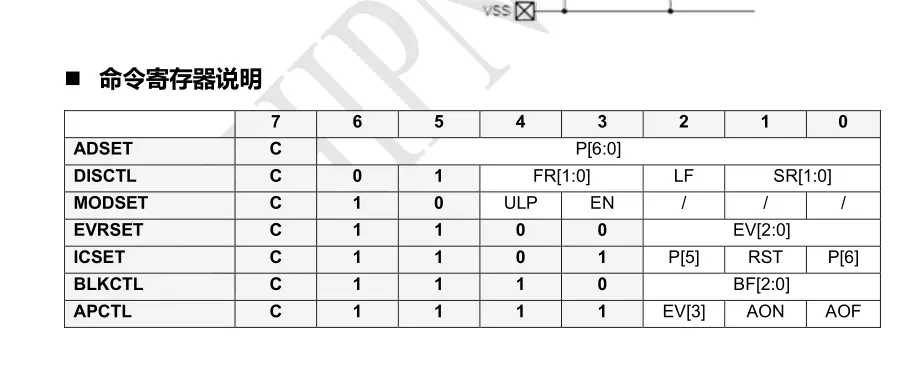 VSS
■ 命令寄存器说明
7 6 5 4 3 2 1 0
ADSET C P[6:0]
DISCTL C 0 1 FR[1:0] LF SR[1:0]
MODSET C 1 0 ULP EN / / /
EVRSET C 1 1 0 0 EV[2:0]
ICSET C 1 1 0 1 P[5] RST P[6]
BLKCTL C 1 1 1 0 BF[2:0]
APCTL C 1 1 1 1 EV[3] AON AOF